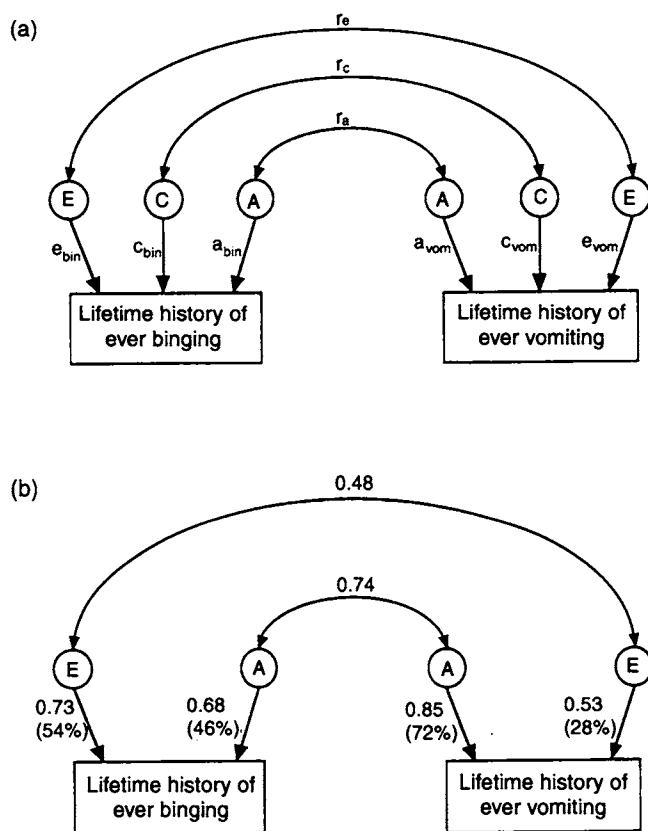 (a)
re
rc
ra
E C A A C E
ebin cbin abin avom cvom evom
Lifetime history of
ever binging
Lifetime history of
ever vomiting
(b)
0.48
0.74
E A A E
0.73 0.68 0.85 0.53
(54%) (46%) (72%) (28%)
Lifetime history of
ever binging
Lifetime history of
ever vomiting